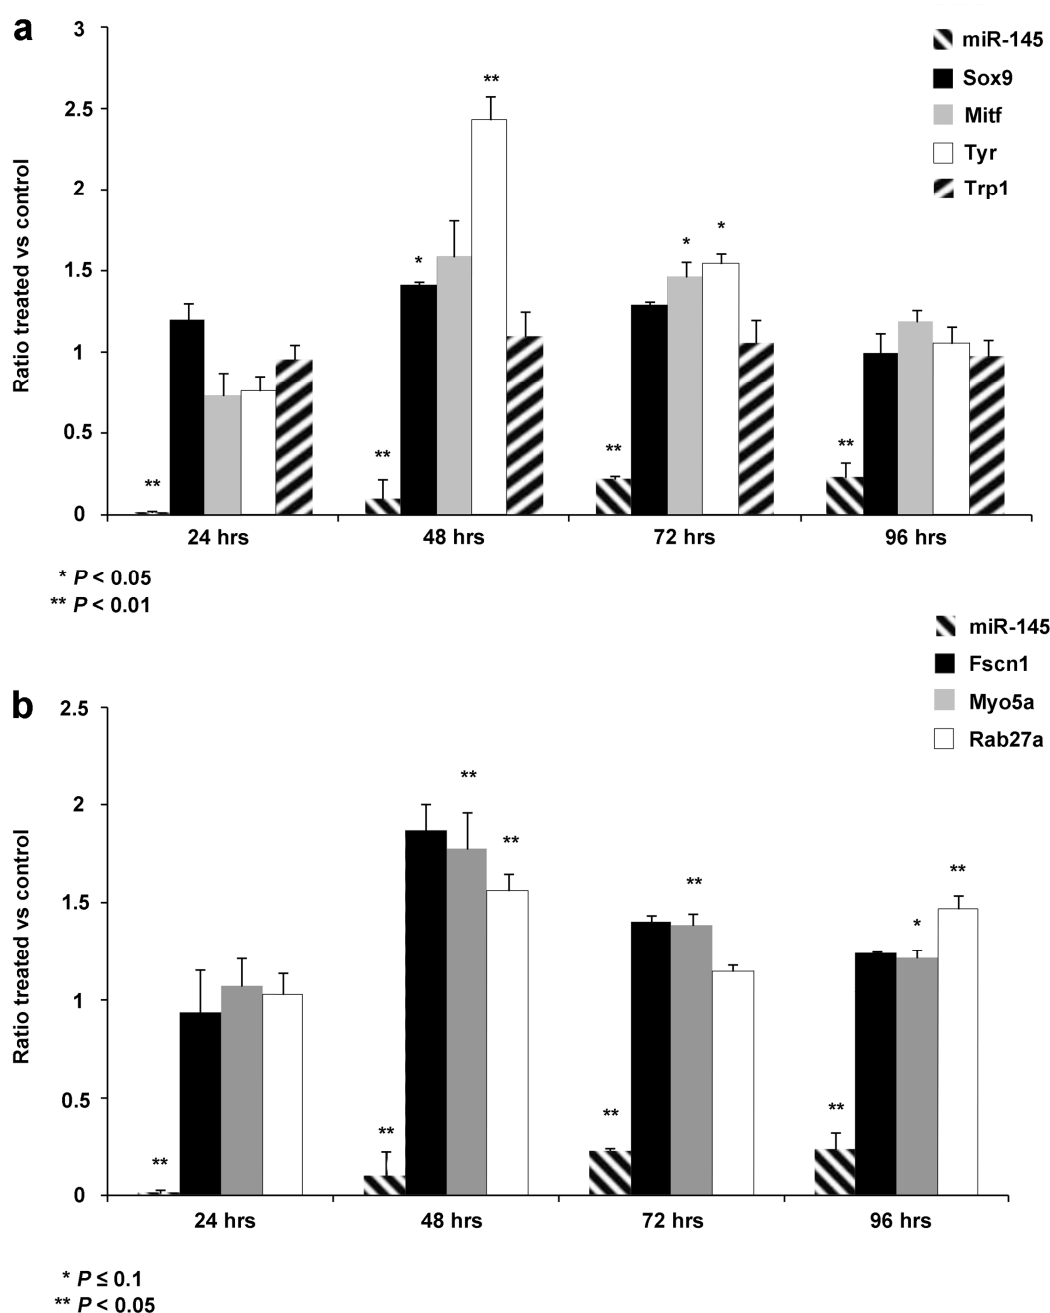 a
miR-145
Sox9
Mitf
Tyr
Trp1
Ratio treated vs control
3
2.5
2
1.5
1
0.5
0
**
**
*
**
**
*
*
**
24 hrs
48 hrs
72 hrs
96 hrs
* P < 0.05
** P < 0.01
b
miR-145
Fscn1
Myo5a
Rab27a
Ratio treated vs control
2.5
2
1.5
1
0.5
0
**
**
**
**
**
**
**
*
**
24 hrs
48 hrs
72 hrs
96 hrs
* P ≤ 0.1
** P < 0.05